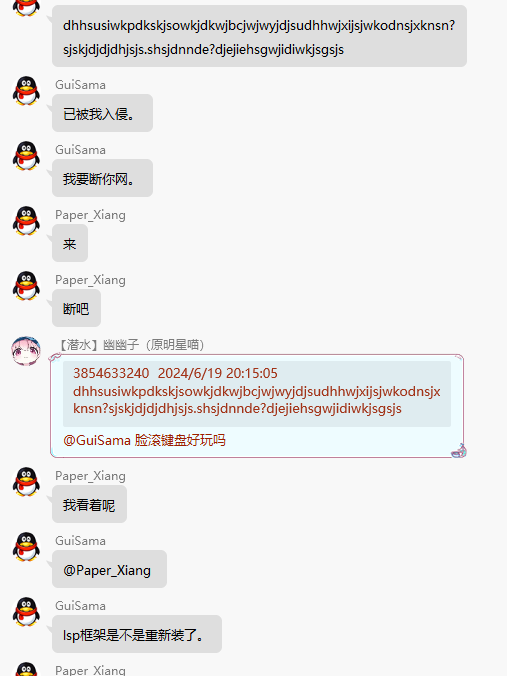 dhhsusiwkpdkskjsowkjdkwjbcjwjwyjdjsudhhwjxijsjwkodnsjxknsn?
sjskjdjdjdhjsjs.shsjdnnde?djejiehsgwjidiwkjsgsjs
GuiSama
已被我入侵。
GuiSama
我要断你网。
Paper_Xiang
来
Paper_Xiang
断吧
【潜水】幽幽子（原明星喵）
3854633240 2024/6/19 20:15:05
dhhsusiwkpdkskjsowkjdkwjbcjwjwyjdjsudhhwjxijsjwkodnsjx
knsn?sjskjdjdjdhjsjs.shsjdnnde?djejiehsgwjidiwkjsgsjs
@GuiSama 脸滚键盘好玩吗
Paper_Xiang
我看着呢
GuiSama
@Paper_Xiang
GuiSama
lsp框架是不是重新装了。
Paper_Xiang